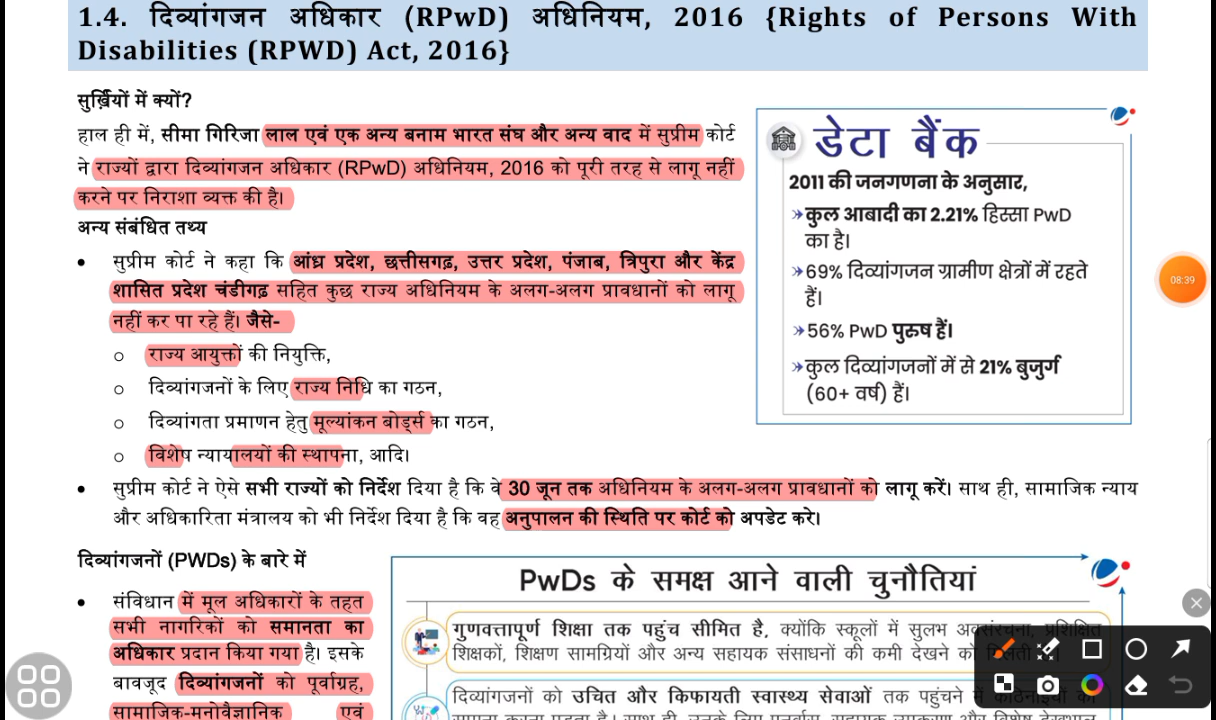 1.4. दिव्यांगजन अधिकार (RPwD) अधिनियम, 2016 {Rights of Persons With
Disabilities (RPWD) Act, 2016}
सुर्ख़ियों में क्यों?
हाल ही में, सीमा गिरिजा लाल एवं एक अन्य बनाम भारत संघ और अन्य वाद में सुप्रीम कोर्ट
ने राज्यों द्वारा दिव्यांगजन अधिकार (RPwD) अधिनियम, 2016 को पूरी तरह से लागू नहीं
करने पर निराशा व्यक्त की है।
अन्य संबंधित तथ्य
• सुप्रीम कोर्ट ने कहा कि आंध्र प्रदेश, छत्तीसगढ़, उत्तर प्रदेश, पंजाब, त्रिपुरा और केंद्र
शासित प्रदेश चंडीगढ़ सहित कुछ राज्य अधिनियम के अलग-अलग प्रावधानों को लागू
नहीं कर पा रहे हैं। जैसे-
o राज्य आयुक्तों की नियुक्ति,
o दिव्यांगजनों के लिए राज्य निधि का गठन,
o दिव्यांगता प्रमाणन हेतु मूल्यांकन बोर्ड्स का गठन,
o विशेष न्यायालयों की स्थापना, आदि।
डेटा बैंक
2011 की जनगणना के अनुसार,
» कुल आबादी का 2.21% हिस्सा PwD
का है।
» 69% दिव्यांगजन ग्रामीण क्षेत्रों में रहते
हैं।
» 56% PwD पुरुष हैं।
» कुल दिव्यांगजनों में से 21% बुजुर्ग
(60+ वर्ष) हैं।
08:39
• सुप्रीम कोर्ट ने ऐसे सभी राज्यों को निर्देश दिया है कि वे 30 जून तक अधिनियम के अलग-अलग प्रावधानों को लागू करें। साथ ही, सामाजिक न्याय
और अधिकारिता मंत्रालय को भी निर्देश दिया है कि वह अनुपालन की स्थिति पर कोर्ट को अपडेट करे।
दिव्यांगजनों (PWDs) के बारे में
• संविधान में मूल अधिकारों के तहत
सभी नागरिकों को समानता का
अधिकार प्रदान किया गया है। इसके
बावजूद दिव्यांगजनों को पूर्वाग्रह,
सामाजिक-मनोवैज्ञानिक एवं
PwDs के समक्ष आने वाली चुनौतियां
गुणवत्तापूर्ण शिक्षा तक पहुंच सीमित है, क्योंकि स्कूलों में सुलभ अवसंरचना, प्रशिक्षित
शिक्षकों, शिक्षण सामग्रियों और अन्य सहायक संसाधनों की कमी देखने को मिलती है।
दिव्यांगजनों को उचित और किफायती स्वास्थ्य सेवाओं तक पहुंचने में कठिनाइयों का